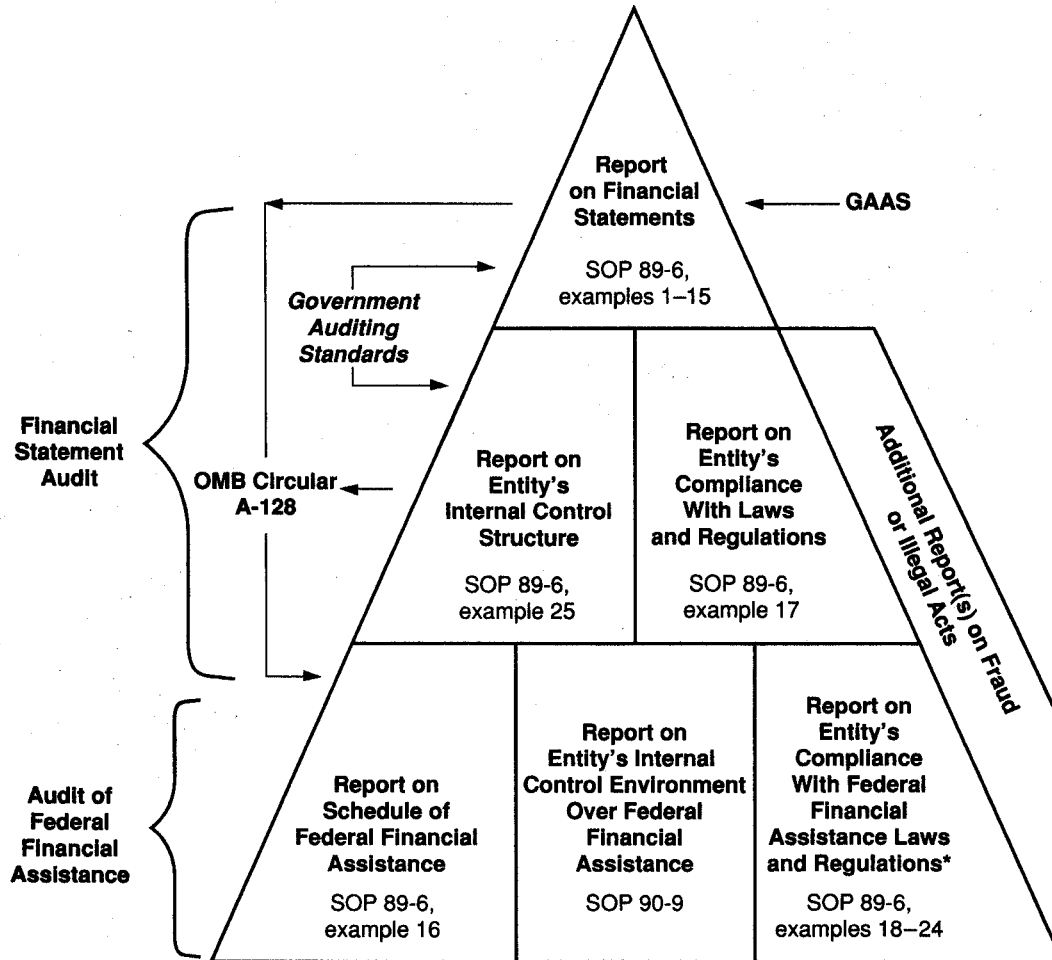 Report
on Financial
Statements
SOP 89-6,
examples 1–15
GAAS
Government
Auditing
Standards
Financial
Statement
Audit
OMB Circular
A-128
Report on
Entity's
Internal Control
Structure
SOP 89-6,
example 25
Report on
Entity's
Compliance
With Laws
and Regulations
SOP 89-6,
example 17
Additional Report(s) on Fraud
or Illegal Acts
Audit of
Federal
Financial
Assistance
Report on
Schedule of
Federal Financial
Assistance
SOP 89-6,
example 16
Report on
Entity's Internal
Control Environment
Over Federal
Financial
Assistance
SOP 90-9
Report on
Entity's
Compliance
With Federal
Financial
Assistance Laws
and Regulations*
SOP 89-6,
examples 18–24